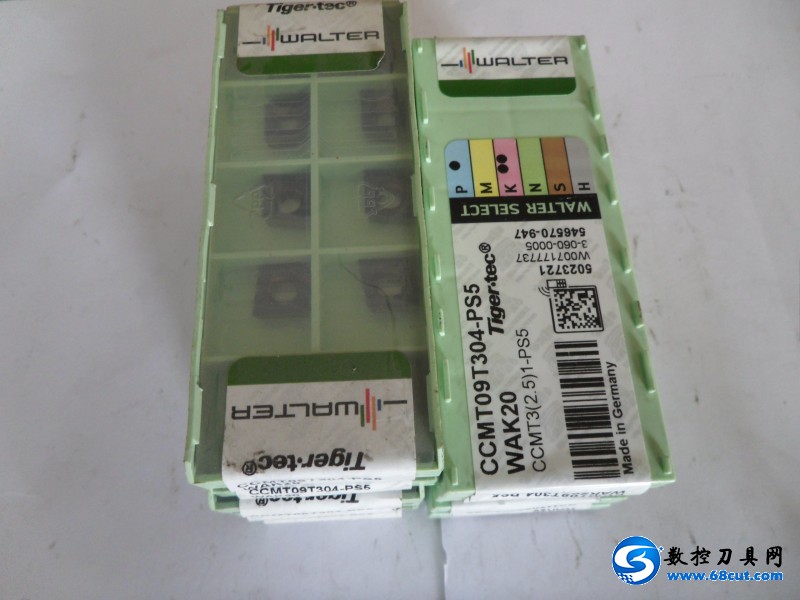 Tiger·tec®
WALTER
WALTER
Tiger·tec®
CCMT09T304-PS5
WALTER
P M K N S H
WALTER SELECT
546570-947
3-060-0005
W007177737
5023721
Tiger·tec®
CCMT09T304-PS5
WAK20
CCMT3(2.5)1-PS5
Made in Germany
数控刀具网
www.68cut.com